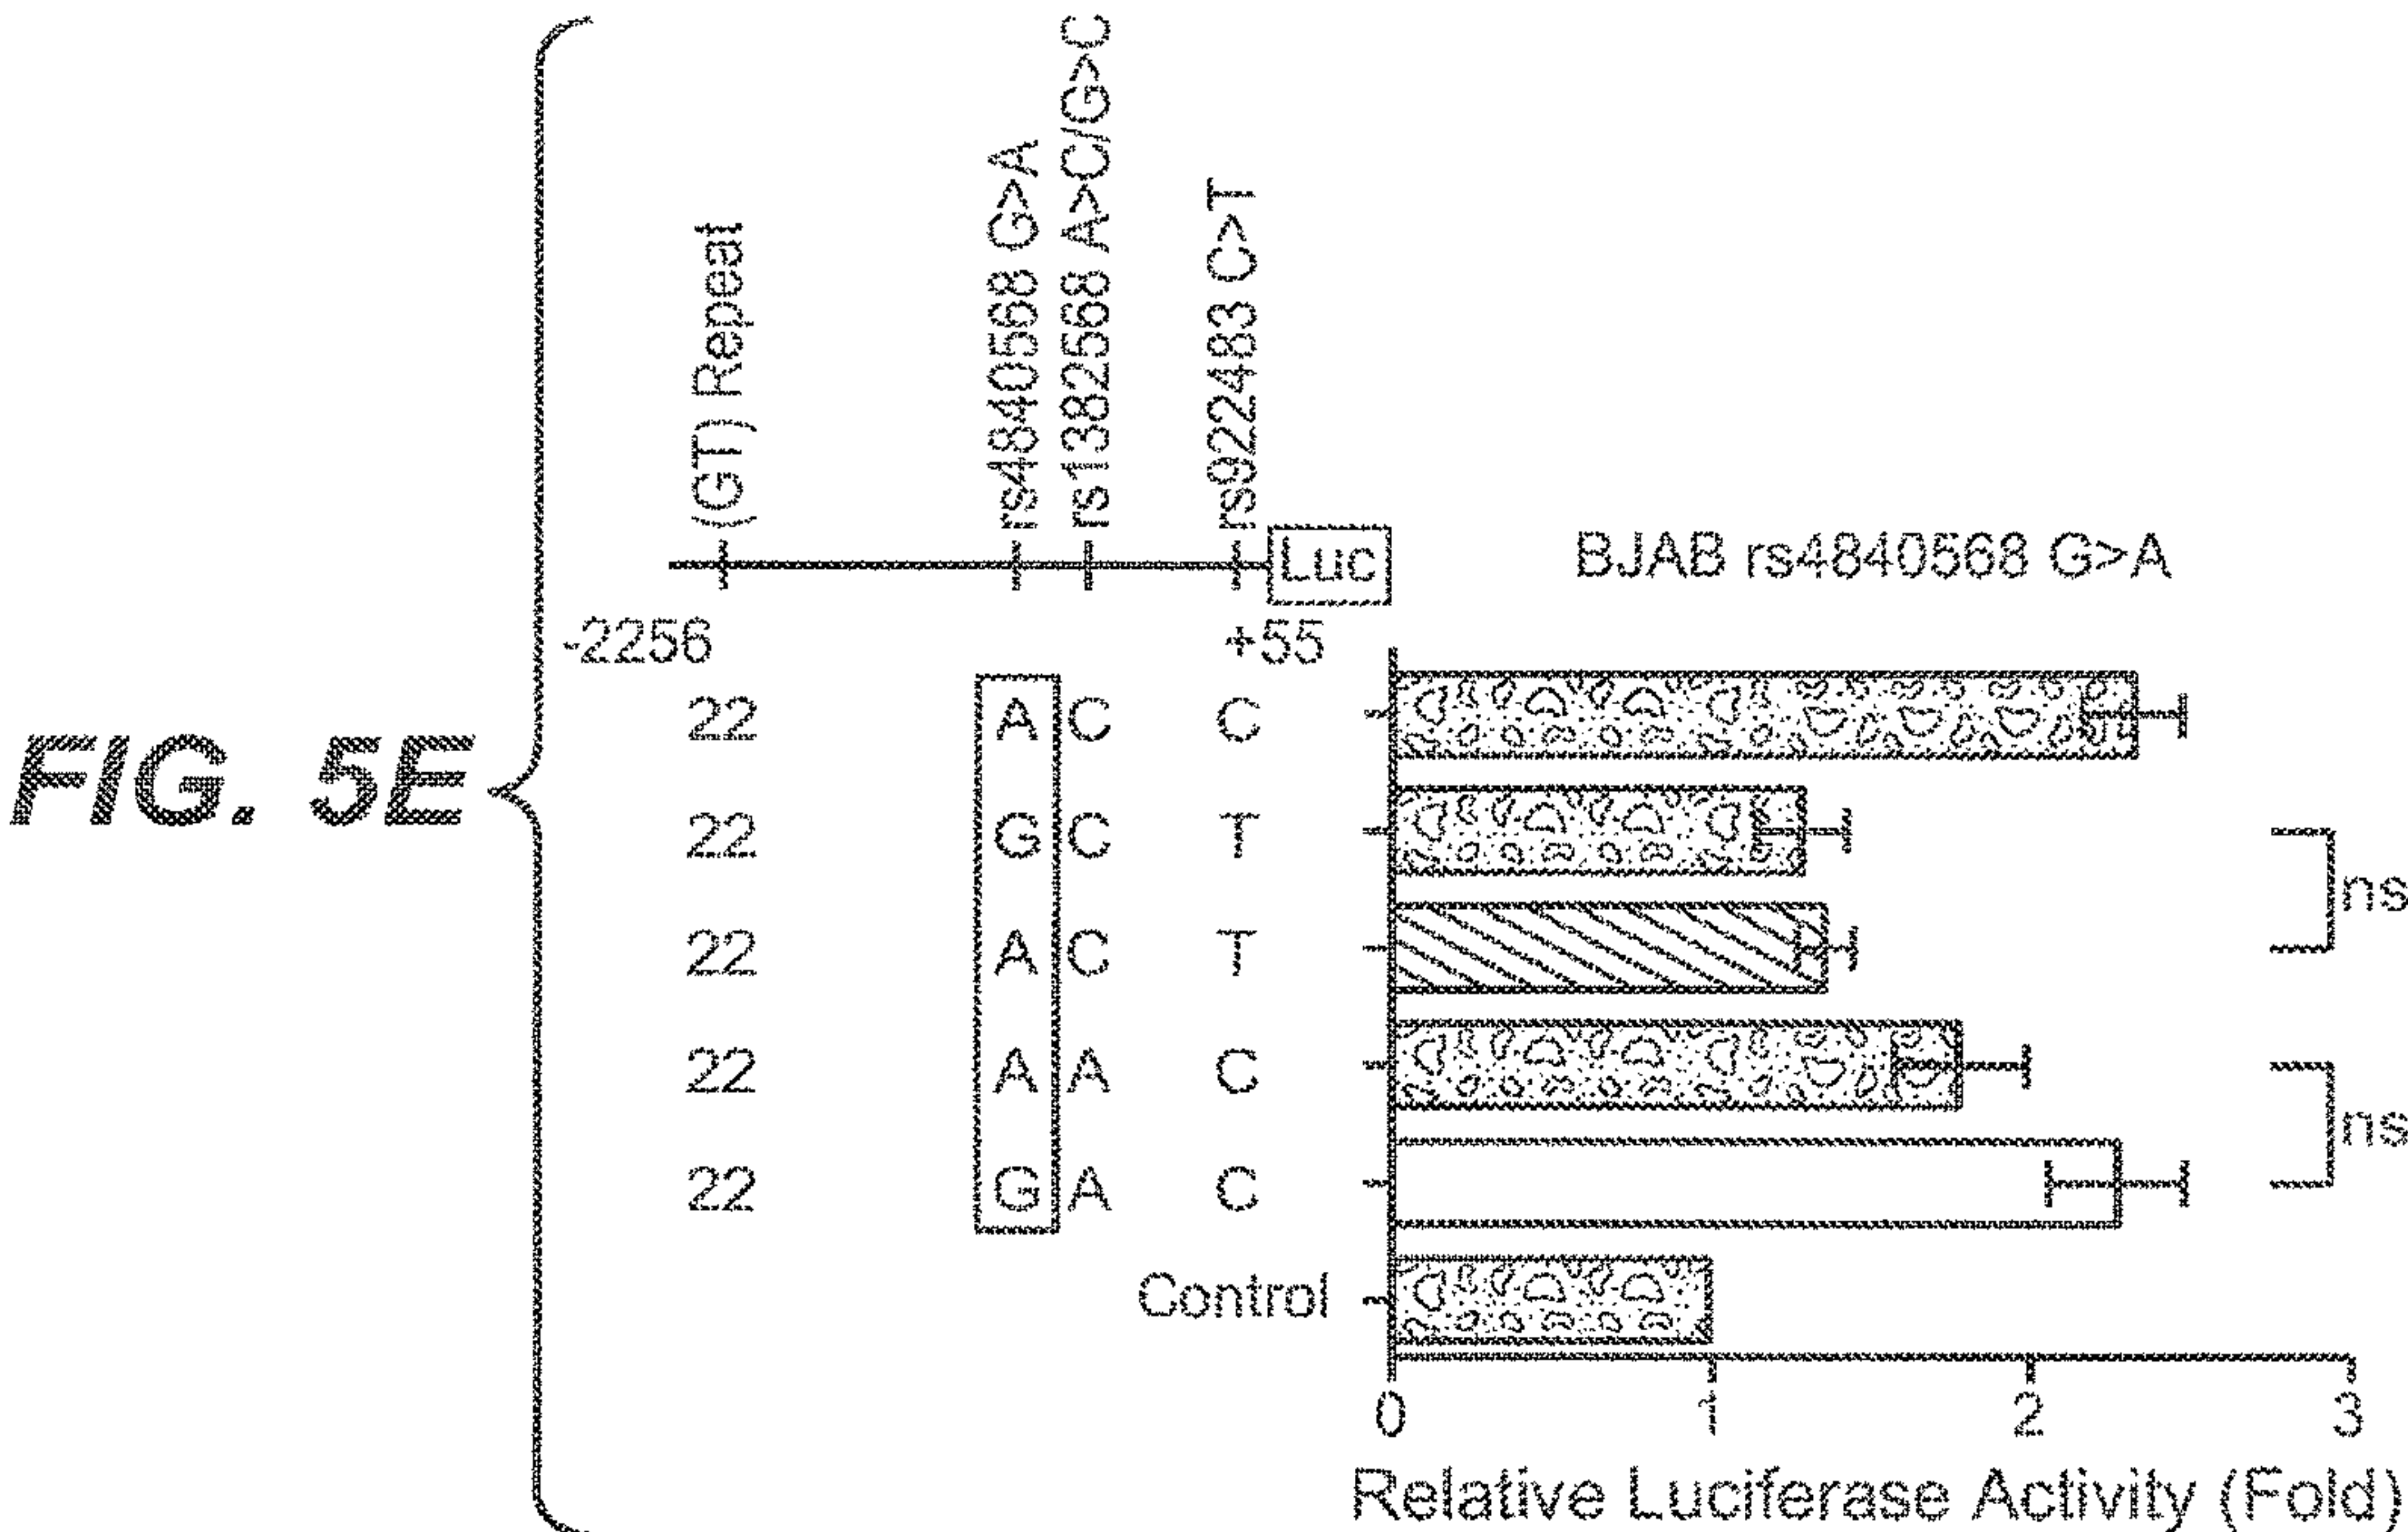 FIG. 5E
(GT) Repeat
rs4840568 G>A
rs1382568 A>C/G>C
rs922483 C>T
Luc
BJAB rs4840568 G>A
-2256 +55
22 A C C
22 G C T
ns
22 A C T
22 A A C
ns
22 G A C
Control
0 1 2 3
Relative Luciferase Activity (Fold)